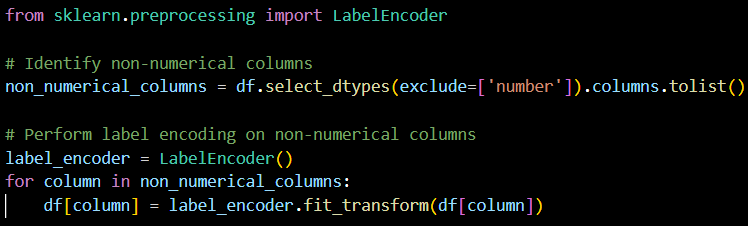 from sklearn.preprocessing import LabelEncoder
# Identify non-numerical columns
non_numerical_columns = df.select_dtypes(exclude=['number']).columns.tolist()
# Perform label encoding on non-numerical columns
label_encoder = LabelEncoder()
for column in non_numerical_columns:
    df[column] = label_encoder.fit_transform(df[column])